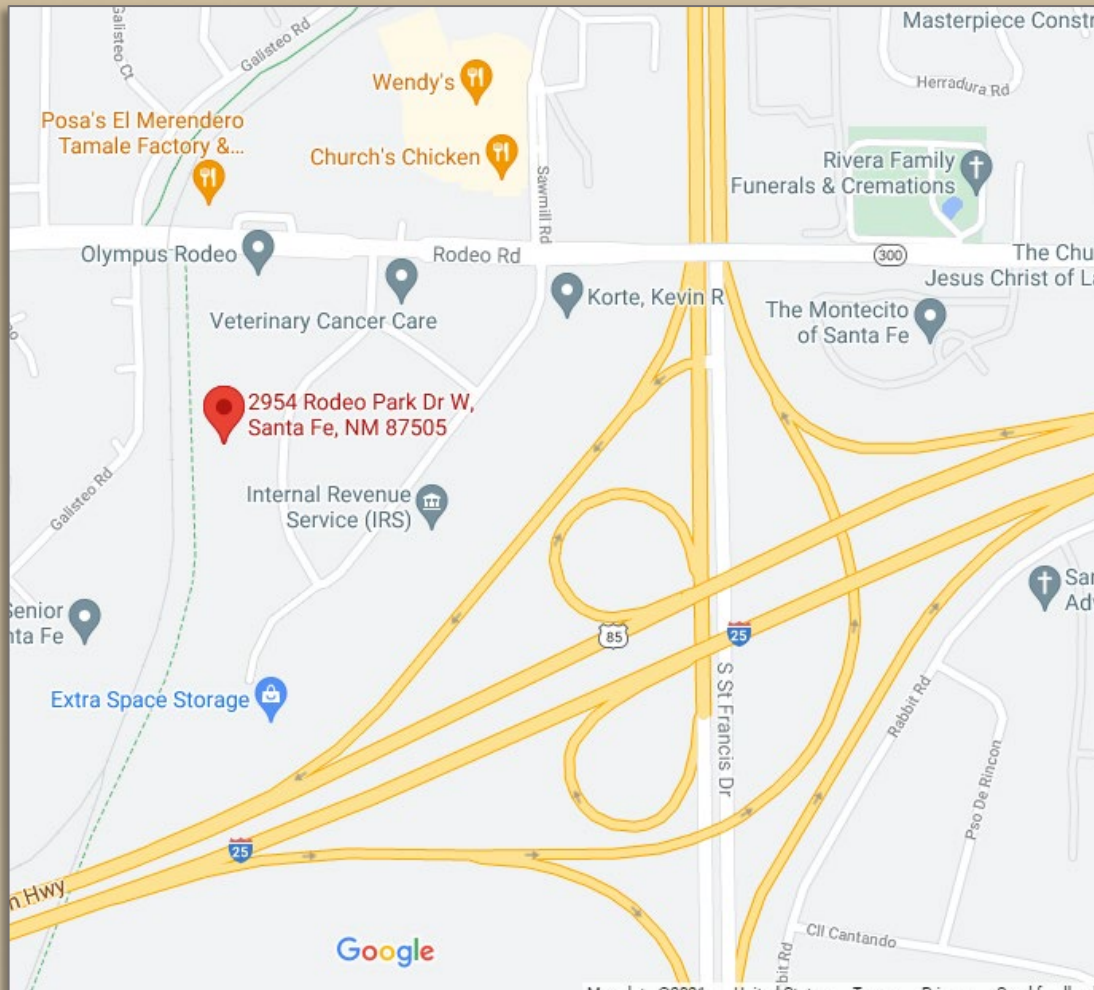 Masterpiece Constr
Galisteo Ct
Galisteo Rd
Wendy's
Herradura Rd
Posa's El Merendero
Tamale Factory &...
Church's Chicken
Sawmill Rd
Rivera Family
Funerals & Cremations
Olympus Rodeo
Rodeo Rd
300
The Chu
Jesus Christ of La
Veterinary Cancer Care
Korte, Kevin R
The Montecito
of Santa Fe
2954 Rodeo Park Dr W,
Santa Fe, NM 87505
Galisteo Rd
Internal Revenue
Service (IRS)
Senior
nta Fe
85
25
San
Adv
Extra Space Storage
S St Francis Dr
Rabbit Rd
Pso De Rincon
25
n Hwy
Google
Cll Cantando
bit Rd